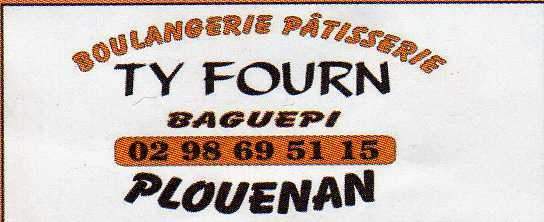 BOULANGERIE PÂTISSERIE
TY FOURN
BAGUEPI
02 98 69 51 15
PLOUENAN